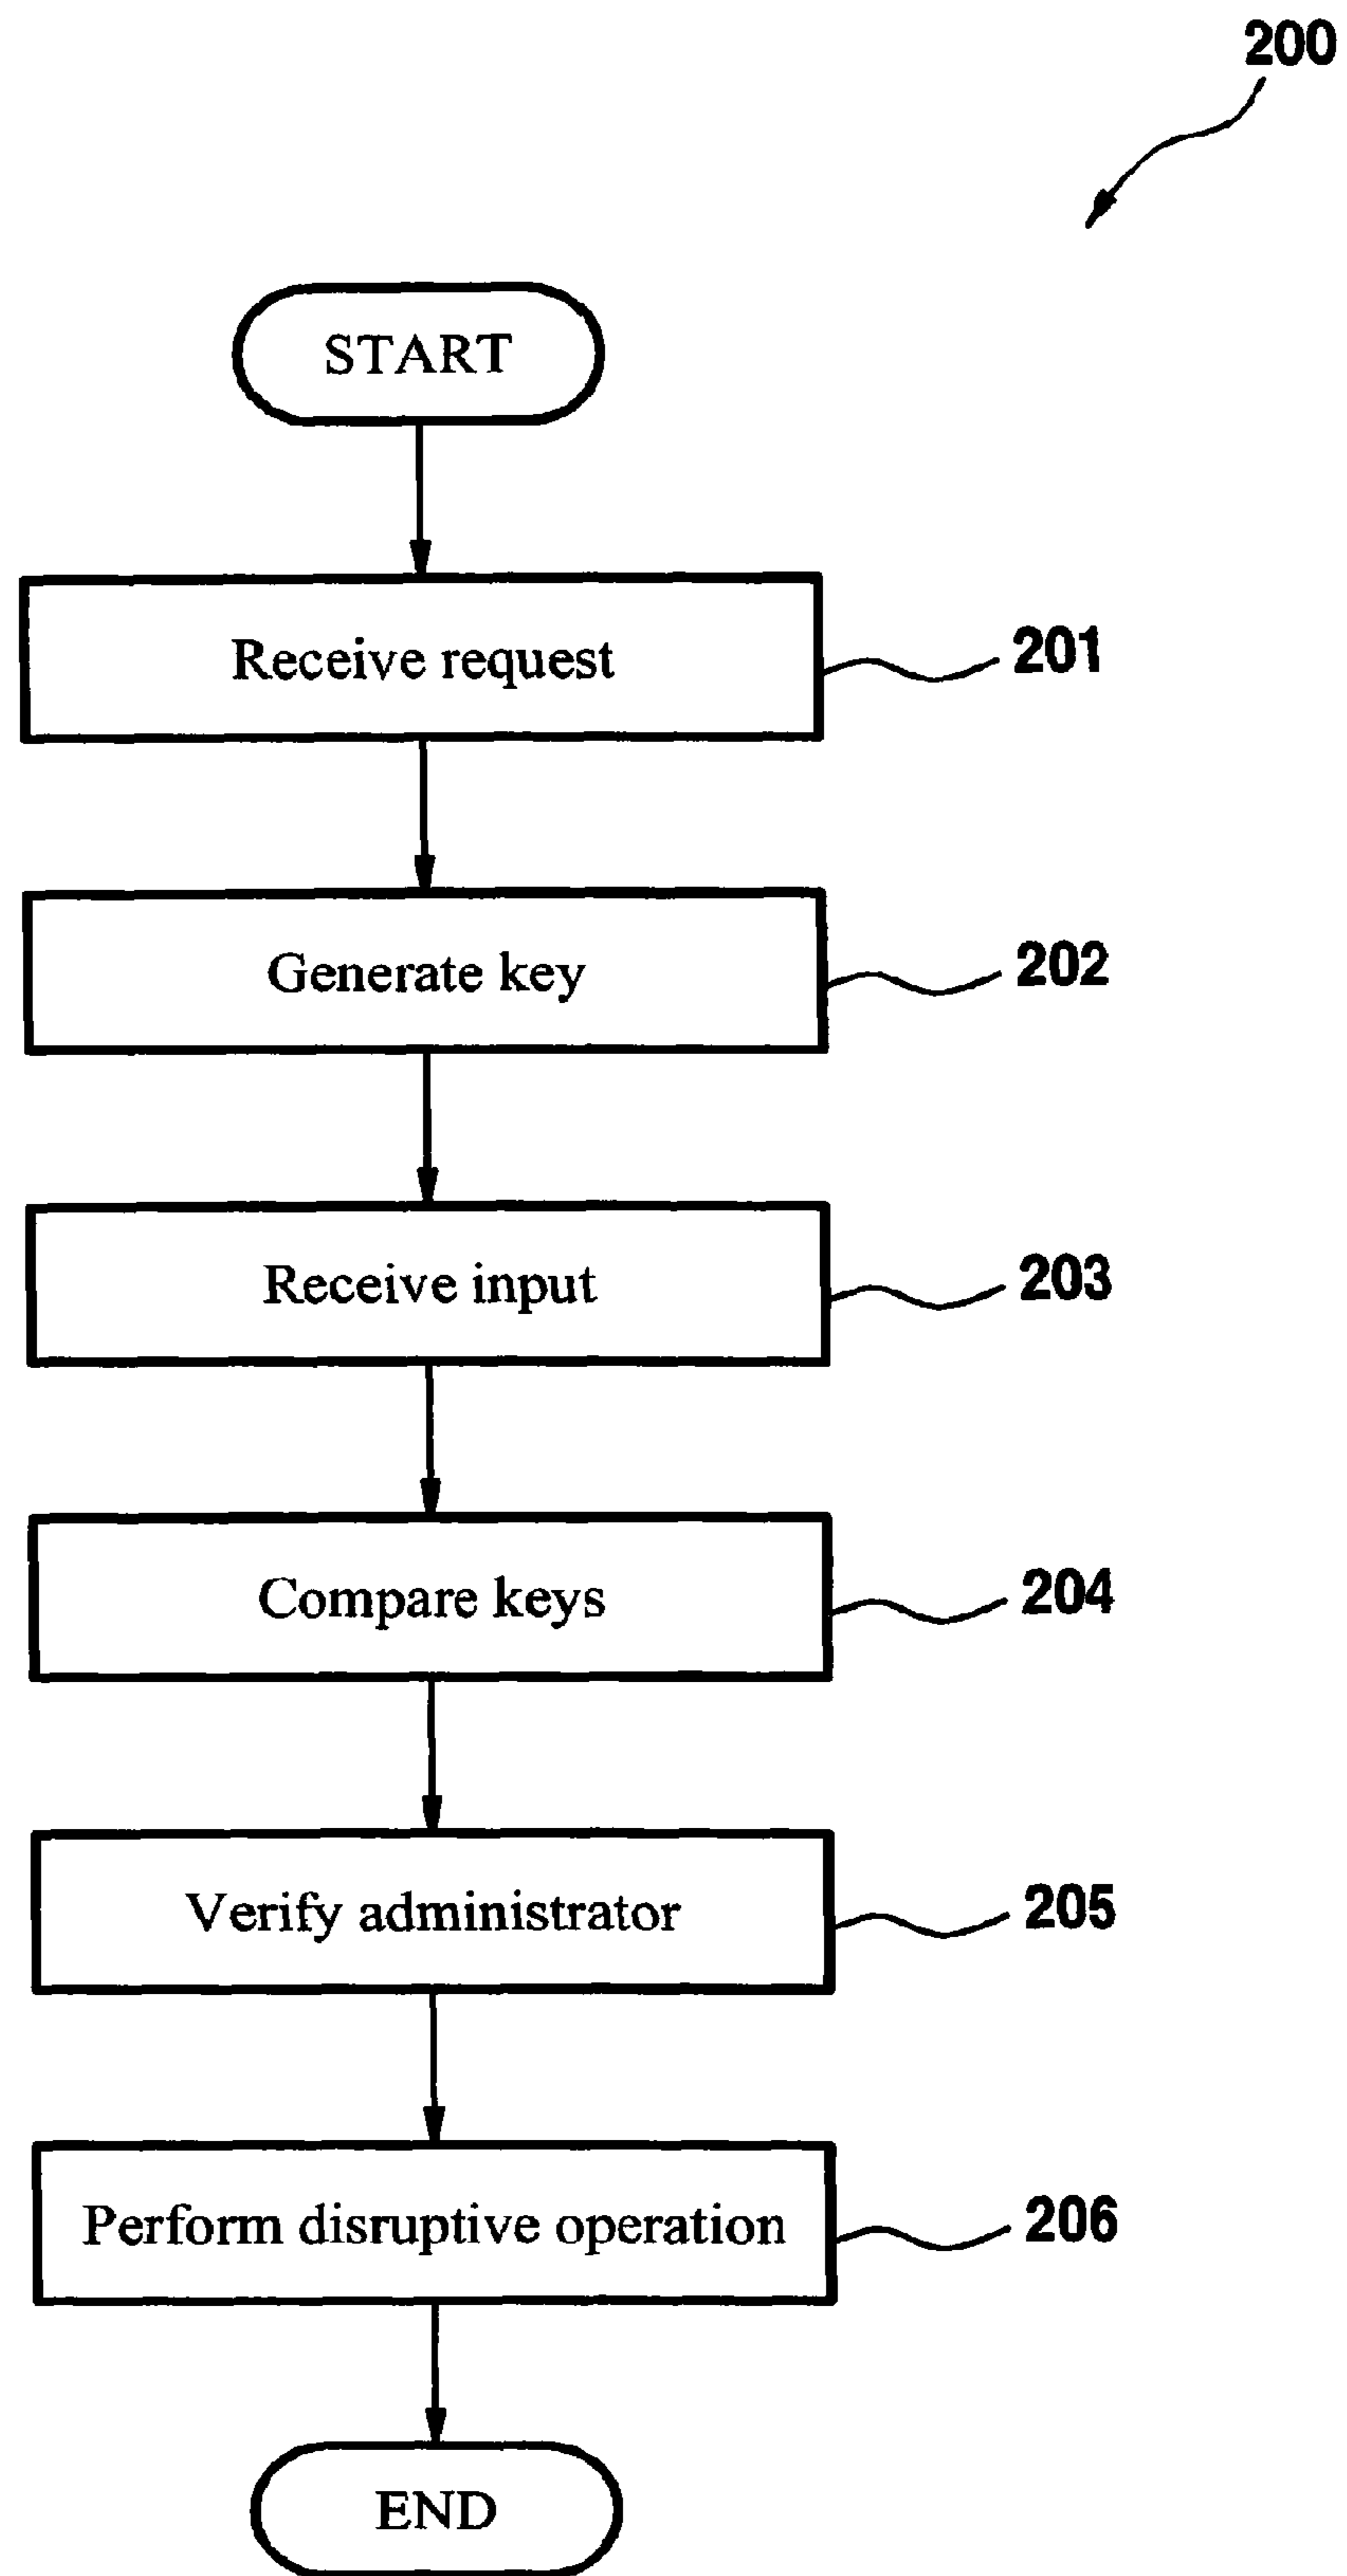 200
START
Receive request
201
Generate key
202
Receive input
203
Compare keys
204
Verify administrator
205
Perform disruptive operation
206
END